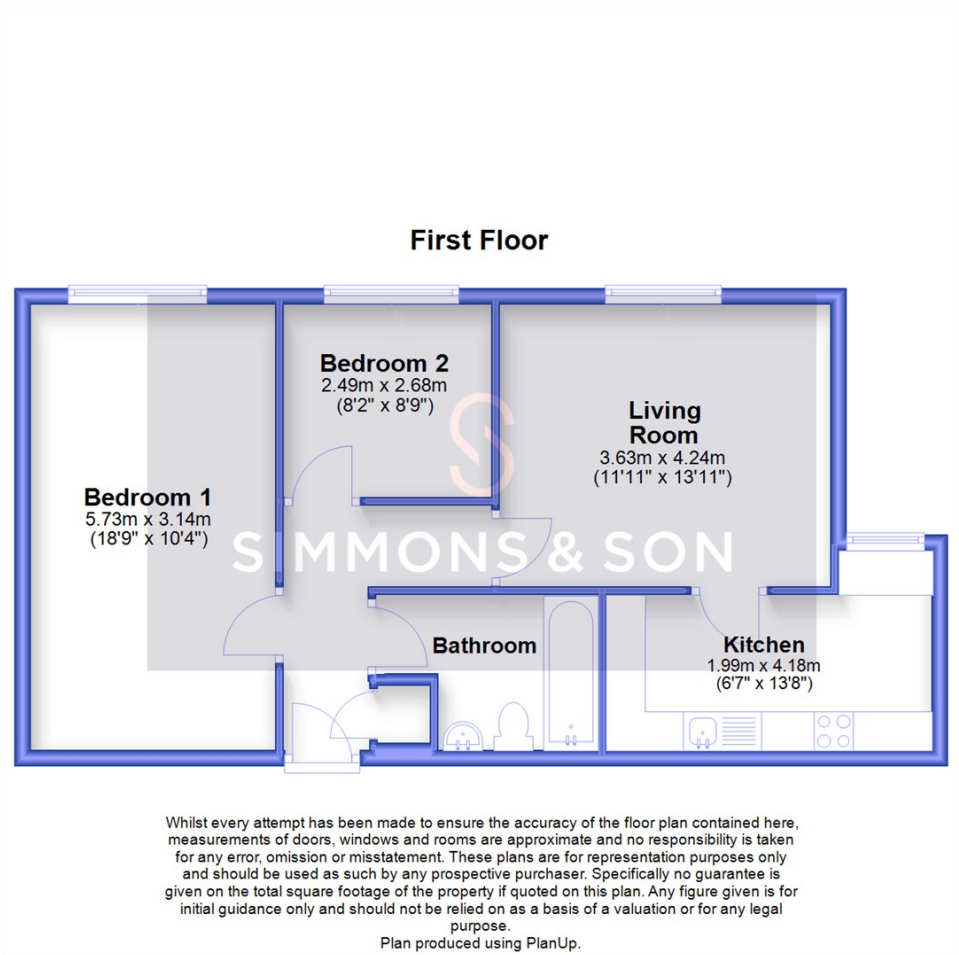 First Floor
Bedroom 2
2.49m x 2.68m
(8'2" x 8'9")
Living
Room
3.63m x 4.24m
(11'11" x 13'11")
Bedroom 1
5.73m x 3.14m
(18'9" x 10'4")
SIMMONS & SON
Bathroom
Kitchen
1.99m x 4.18m
(6'7" x 13'8")
Whilst every attempt has been made to ensure the accuracy of the floor plan contained here,
measurements of doors, windows and rooms are approximate and no responsibility is taken
for any error, omission or misstatement. These plans are for representation purposes only
and should be used as such by any prospective purchaser. Specifically no guarantee is
given on the total square footage of the property if quoted on this plan. Any figure given is for
initial guidance only and should not be relied on as a basis of a valuation or for any legal
purpose.
Plan produced using PlanUp.